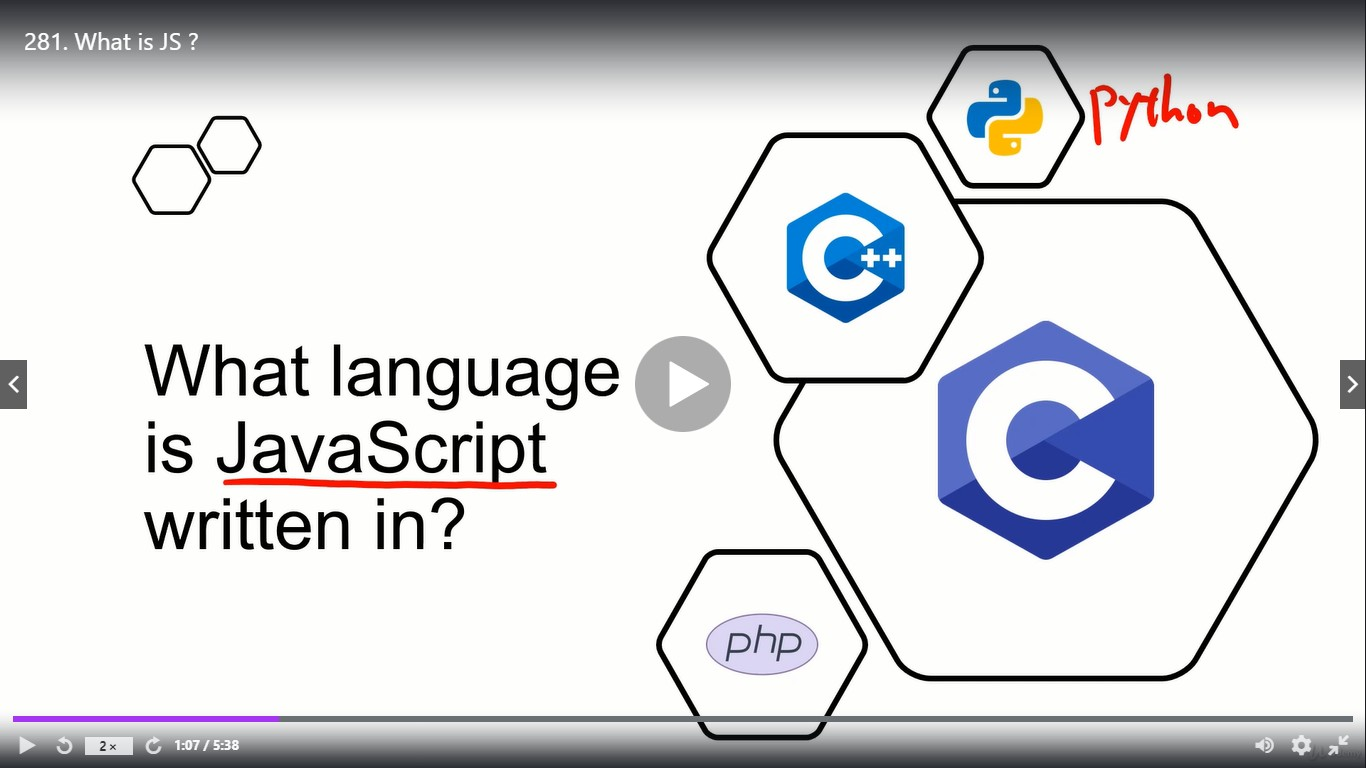 281. What is JS ?
python
C++
C
What language
is JavaScript
written in?
php
2×
1:07 / 5:38